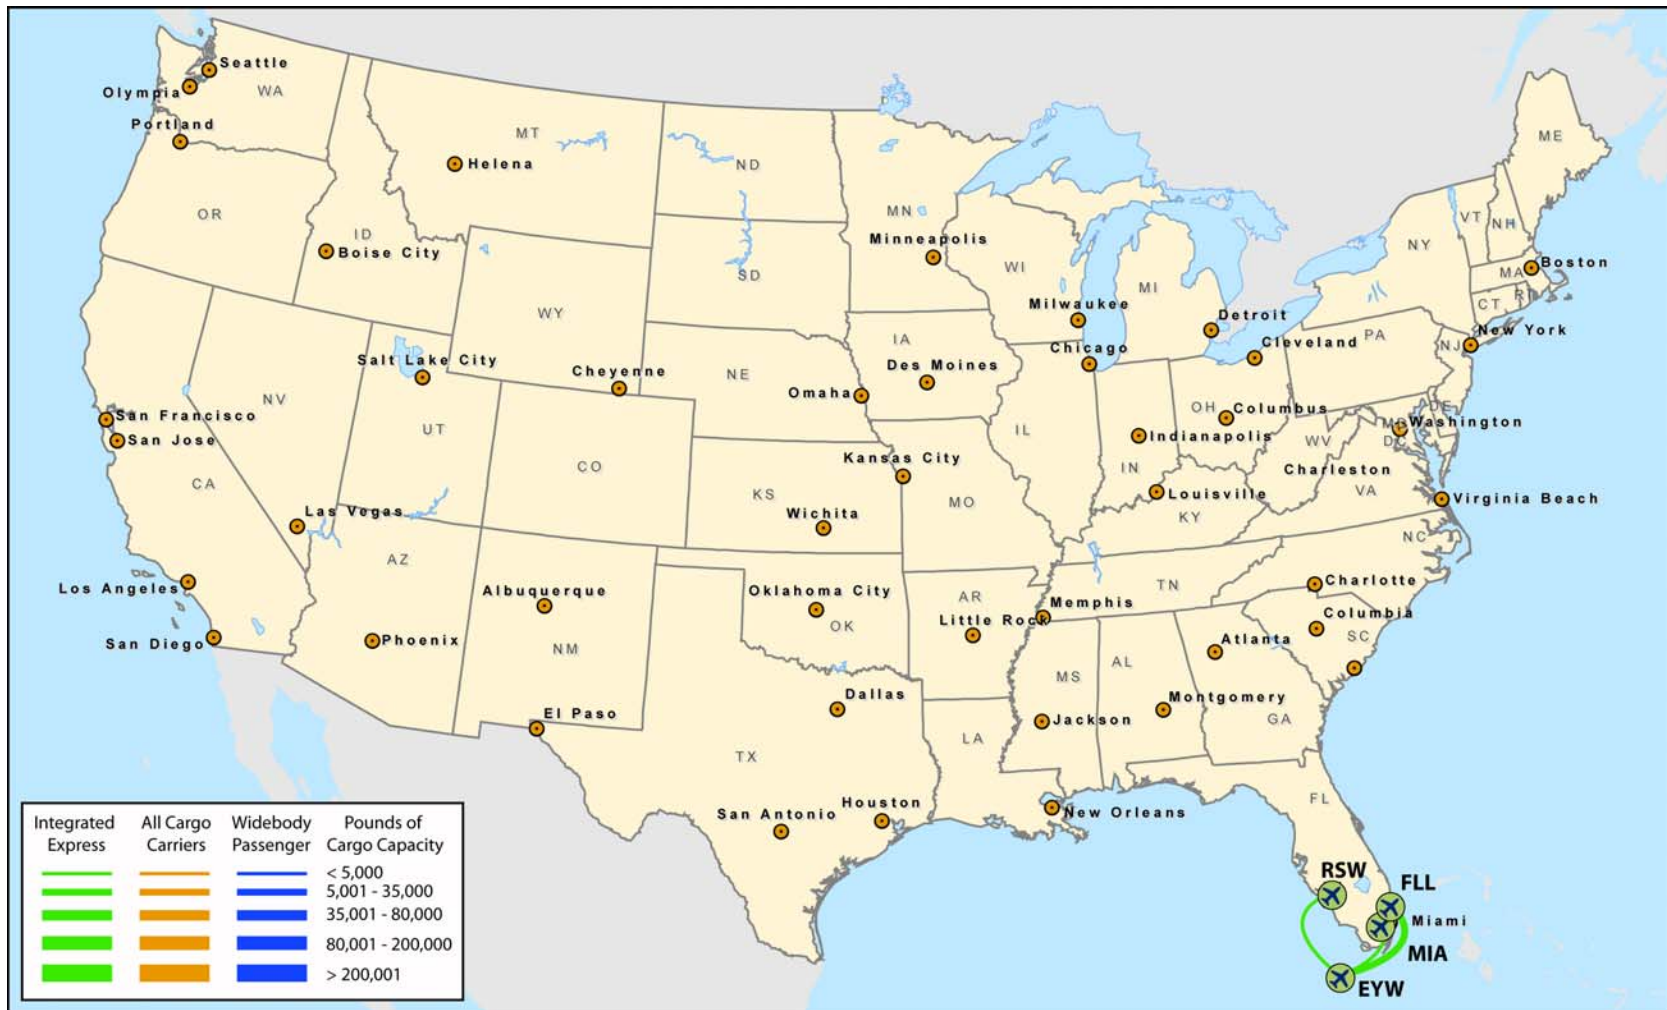 Seattle
Olympia
WA
Portland
MT
Helena
ND
ME
OR
ID
Boise City
MN
Minneapolis
VT
NH
NY
SD
WI
MI
MA
Boston
WY
Milwaukee
Detroit
CT
RI
New York
IA
Chicago
Cleveland
PA
NJ
Salt Lake City
Cheyenne
NE
Des Moines
Omaha
NV
UT
San Francisco
San Jose
CO
IL
OH
Columbus
DE
MD
Washington
DC
Indianapolis
WV
Kansas City
IN
Charleston
CA
KS
MO
Louisville
VA
Virginia Beach
Las Vegas
Wichita
KY
NC
AZ
TN
Charlotte
Los Angeles
Albuquerque
Oklahoma City
AR
Memphis
Columbia
OK
Little Rock
SC
San Diego
Phoenix
NM
Atlanta
AL
MS
Dallas
Montgomery
El Paso
Jackson
GA
LA
TX
FL
San Antonio
Houston
New Orleans
RSW
FLL
Miami
MIA
EYW
Integrated
Express
All Cargo
Carriers
Widebody
Passenger
Pounds of
Cargo Capacity
< 5,000
5,001 - 35,000
35,001 - 80,000
80,001 - 200,000
> 200,001